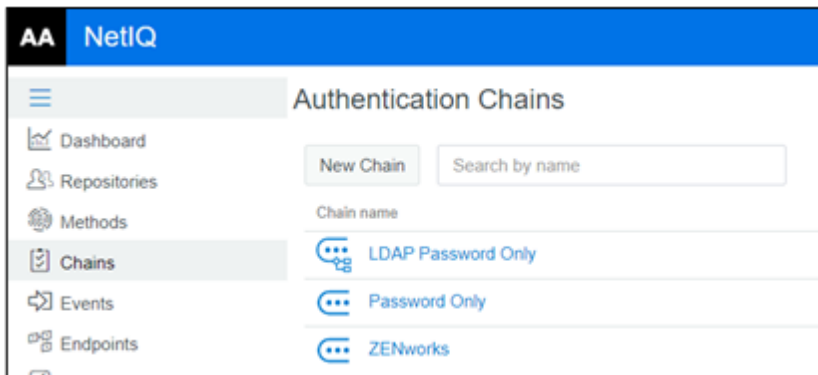 AA NetIQ
Authentication Chains
Dashboard
Repositories
Methods
Chains
Events
Endpoints
New Chain
Search by name
Chain name
LDAP Password Only
Password Only
ZENworks